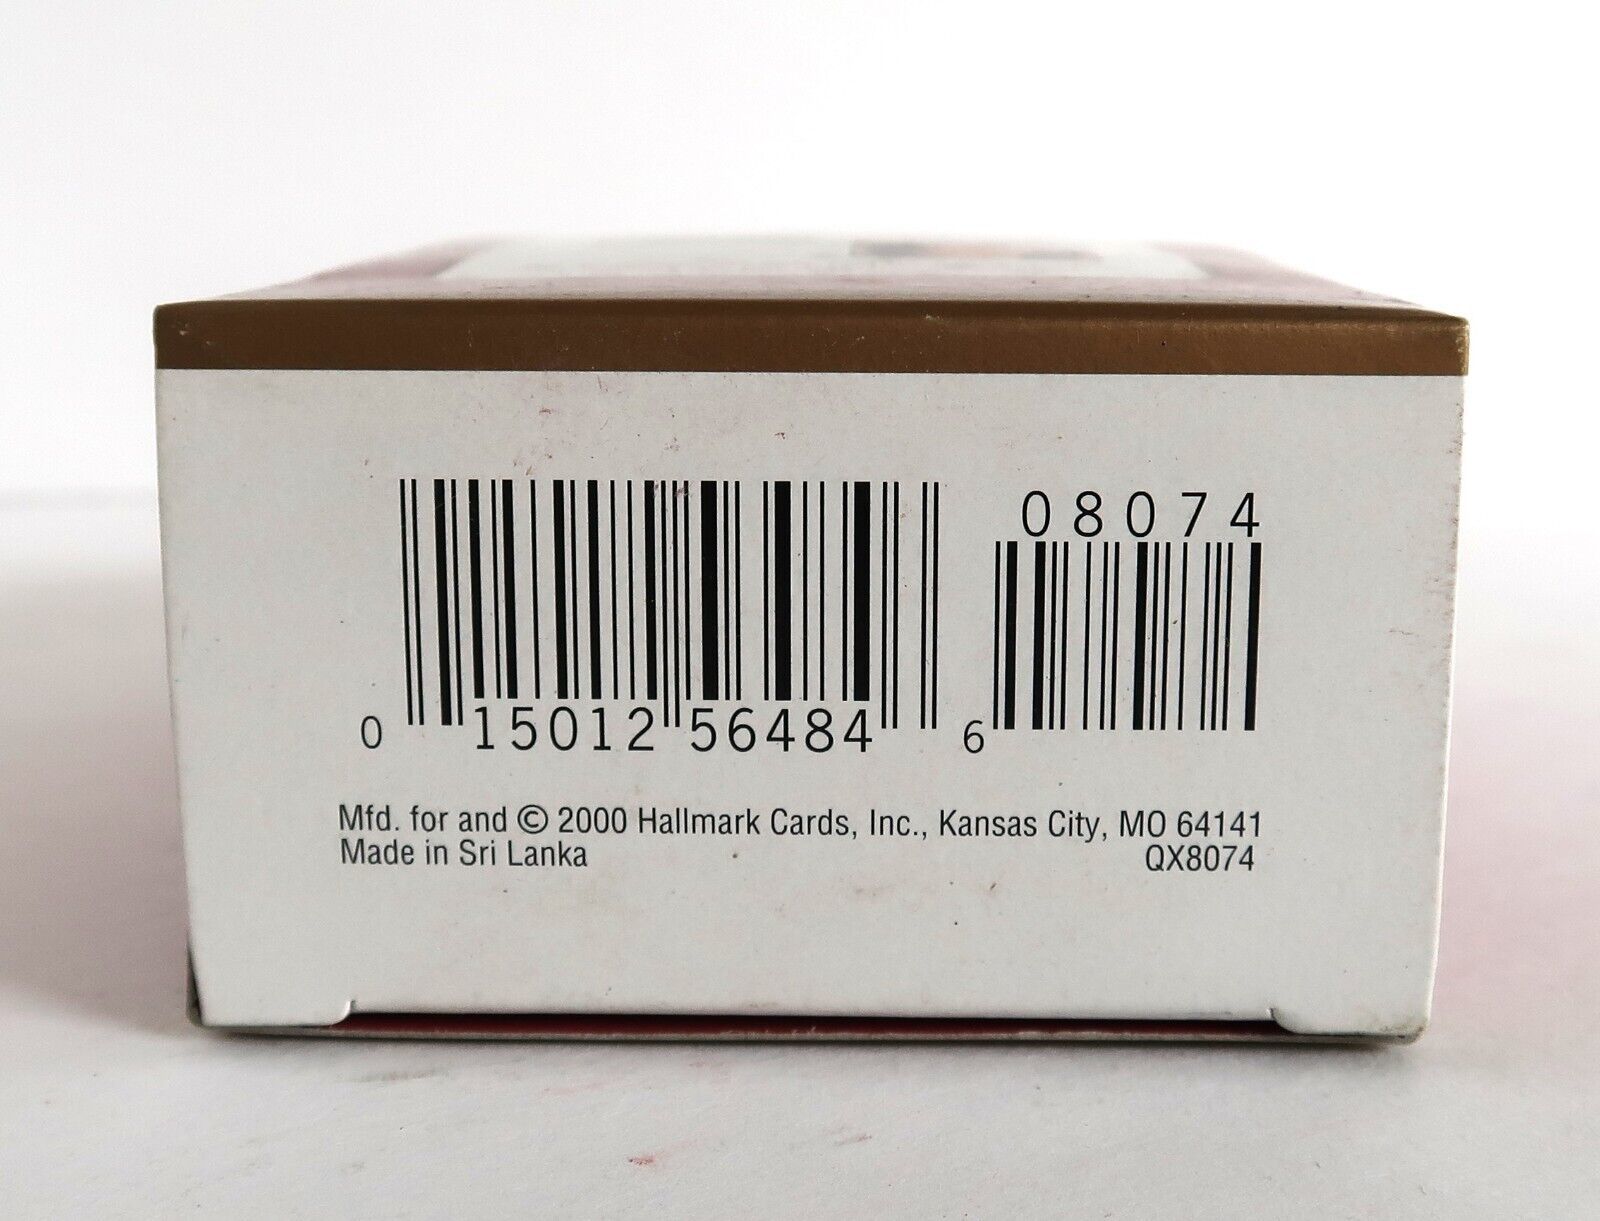 08074
0 15012 56484 6
Mfd. for and © 2000 Hallmark Cards, Inc., Kansas City, MO 64141
Made in Sri Lanka QX8074